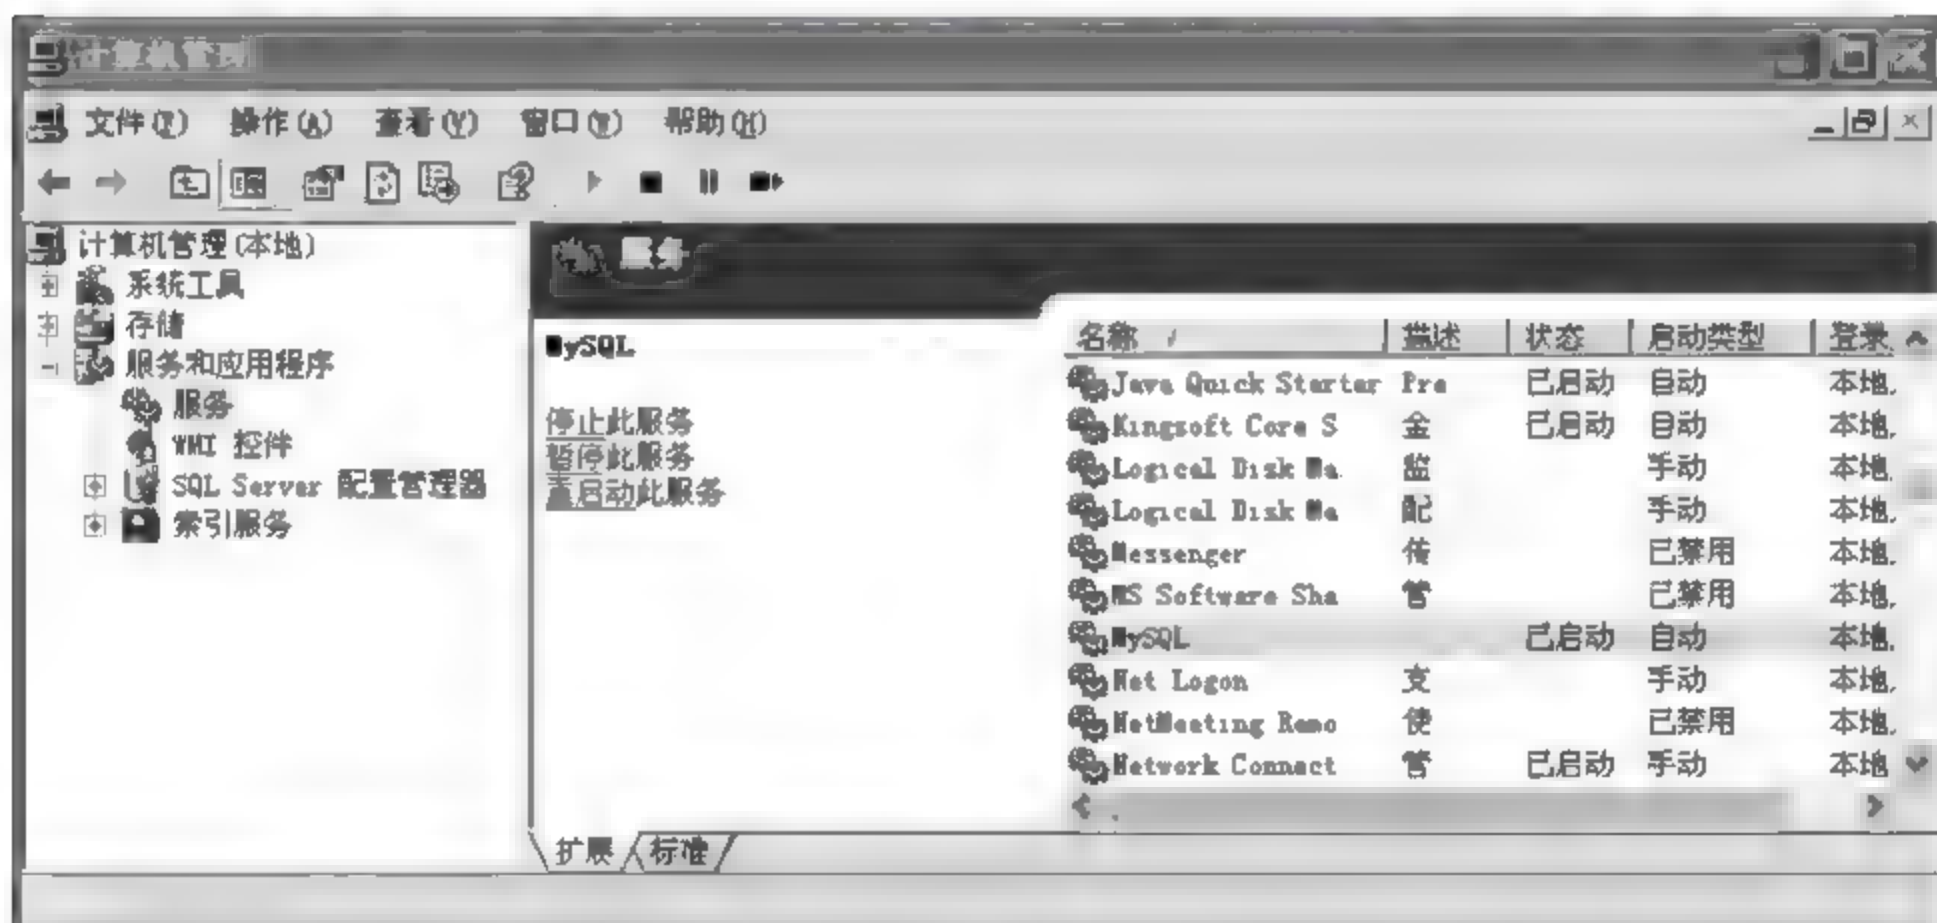 计算机管理
文件(F) 操作(A) 查看(V) 窗口(W) 帮助(H)
计算机管理(本地)
系统工具
存储
服务和应用程序
服务
WMI 控件
SQL Server 配置管理器
索引服务
MySQL
停止此服务
暂停此服务
重启动此服务
名称 / 描述 状态 启动类型 登录
Java Quick Starter Pre 已启动 自动 本地.
Kingsoft Core S 金 已启动 自动 本地.
Logical Disk Ma. 监 手动 本地.
Logical Disk Ma 配 手动 本地.
Messenger 传 已禁用 本地.
MS Software Sha 管 已禁用 本地.
MySQL 已启动 自动 本地.
Net Logon 支 手动 本地.
NetMeeting Remo 使 已禁用 本地.
Network Connect 管 已启动 手动 本地
扩展 标准